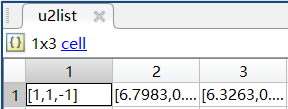 u2list
{} 1x3 cell
1 2 3
1 [1,1,-1] [6.7983,0.... [6.3263,0....